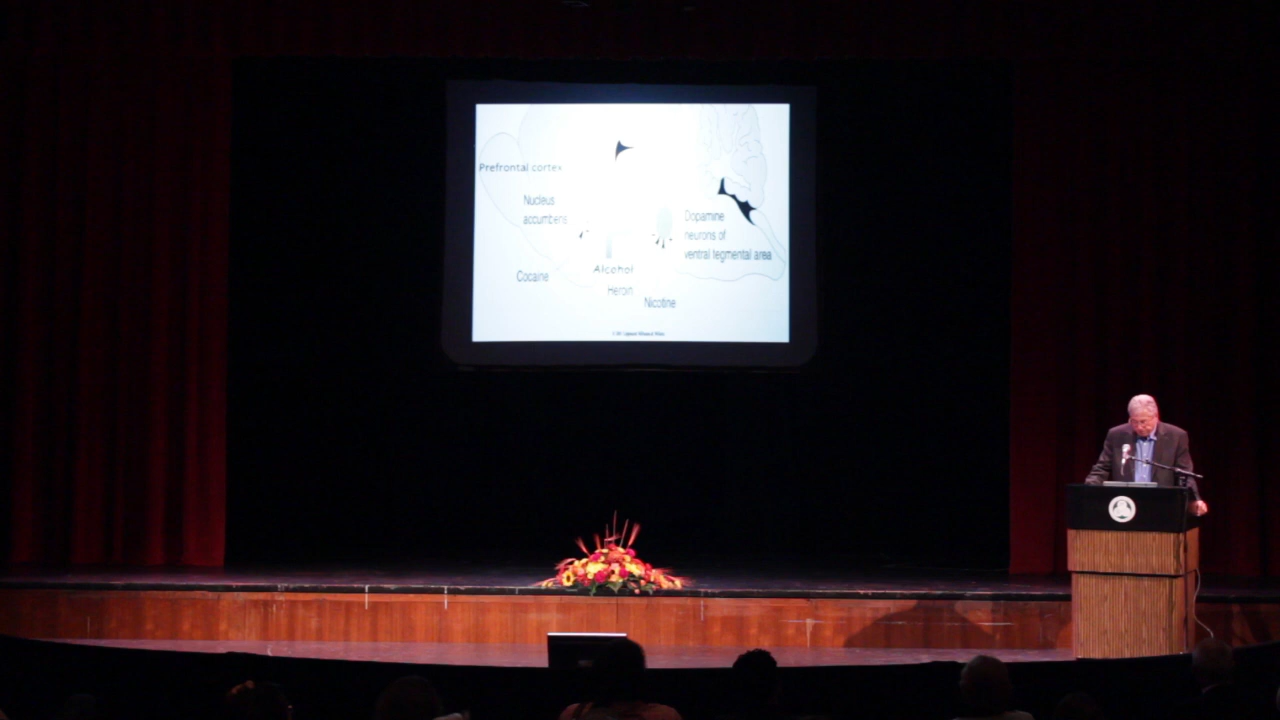 Prefrontal cortex
Nucleus
accumbens
Dopamine
neurons of
ventral tegmental area
Cocaine
Alcohol
Heroin
Nicotine